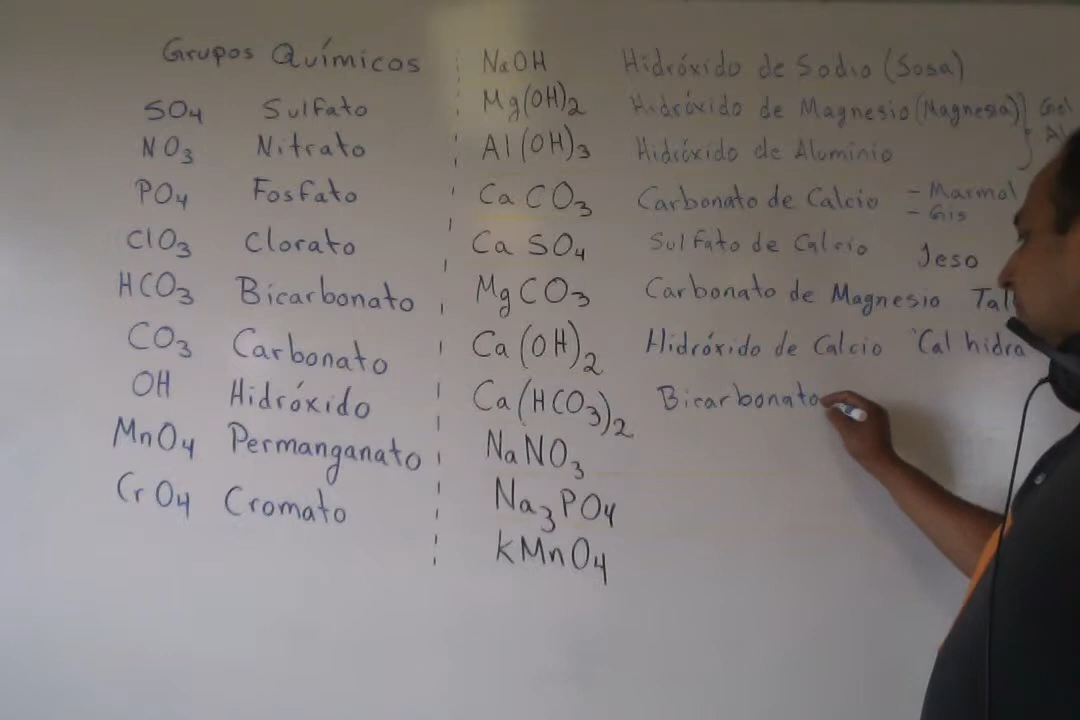 Grupos Químicos
SO4 Sulfato
NO3 Nitrato
PO4 Fosfato
ClO3 Clorato
HCO3 Bicarbonato
CO3 Carbonato
OH Hidróxido
MnO4 Permanganato
CrO4 Cromato
NaOH Hidróxido de Sodio (Sosa)
Mg(OH)2 Hidróxido de Magnesio (Magnesa)
Al(OH)3 Hidróxido de Aluminio
CaCO3 Carbonato de Calcio - Marmol
- Gis
CaSO4 Sulfato de Calcio Jeso
MgCO3 Carbonato de Magnesio Tal
Ca(OH)2 Hidróxido de Calcio "Cal hidra
Ca(HCO3)2 Bicarbonato
NaNO3
Na3PO4
KMnO4